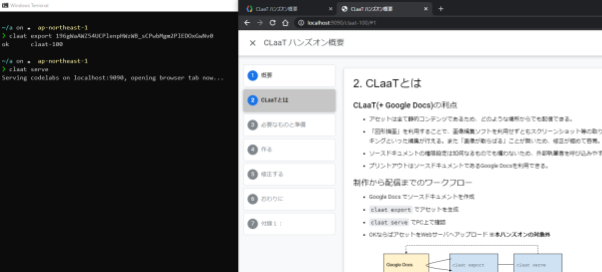 Windows Terminal
~/a on ☁ ap-northeast-1
❯ claat export
ok claat-100
~/a on ☁ ap-northeast-1
❯ claat serve
Serving codelabs on localhost:9090, opening browser tab now...
CLaaT ハンズオン概要
CLaaT ハンズオン概要
localhost:9090/claat-100/#1
CLaaT ハンズオン概要
1 概要
2 CLaaTとは
3 必要なものと準備
4 作る
5 修正する
6 おわりに
7 付録
2. CLaaTとは
CLaaT(+ Google Docs)の利点
アセットは全て静的コンテンツであるため、どのような場所からでも配信できる。
「図形描画」を利用することで、画像編集ソフトを利用せずともスクリーンショット等の取り
キングといった編集が行える。また「画像が散らばる」ことが無いため、修正が極めて容易。
ソースドキュメントの権限設定は如何なるものでも構わないため、外部執筆者を呼び込みやす
プリントアウトはソースドキュメントであるGoogle Docsを利用できる。
制作から配信までのワークフロー
Google Docs でソースドキュメントを作成
claat export でアセットを生成
claat serve でPC上で確認
OKならばアセットをWebサーバへアップロード ※本ハンズオンの対象外
Google Docs
claat export
claat serve